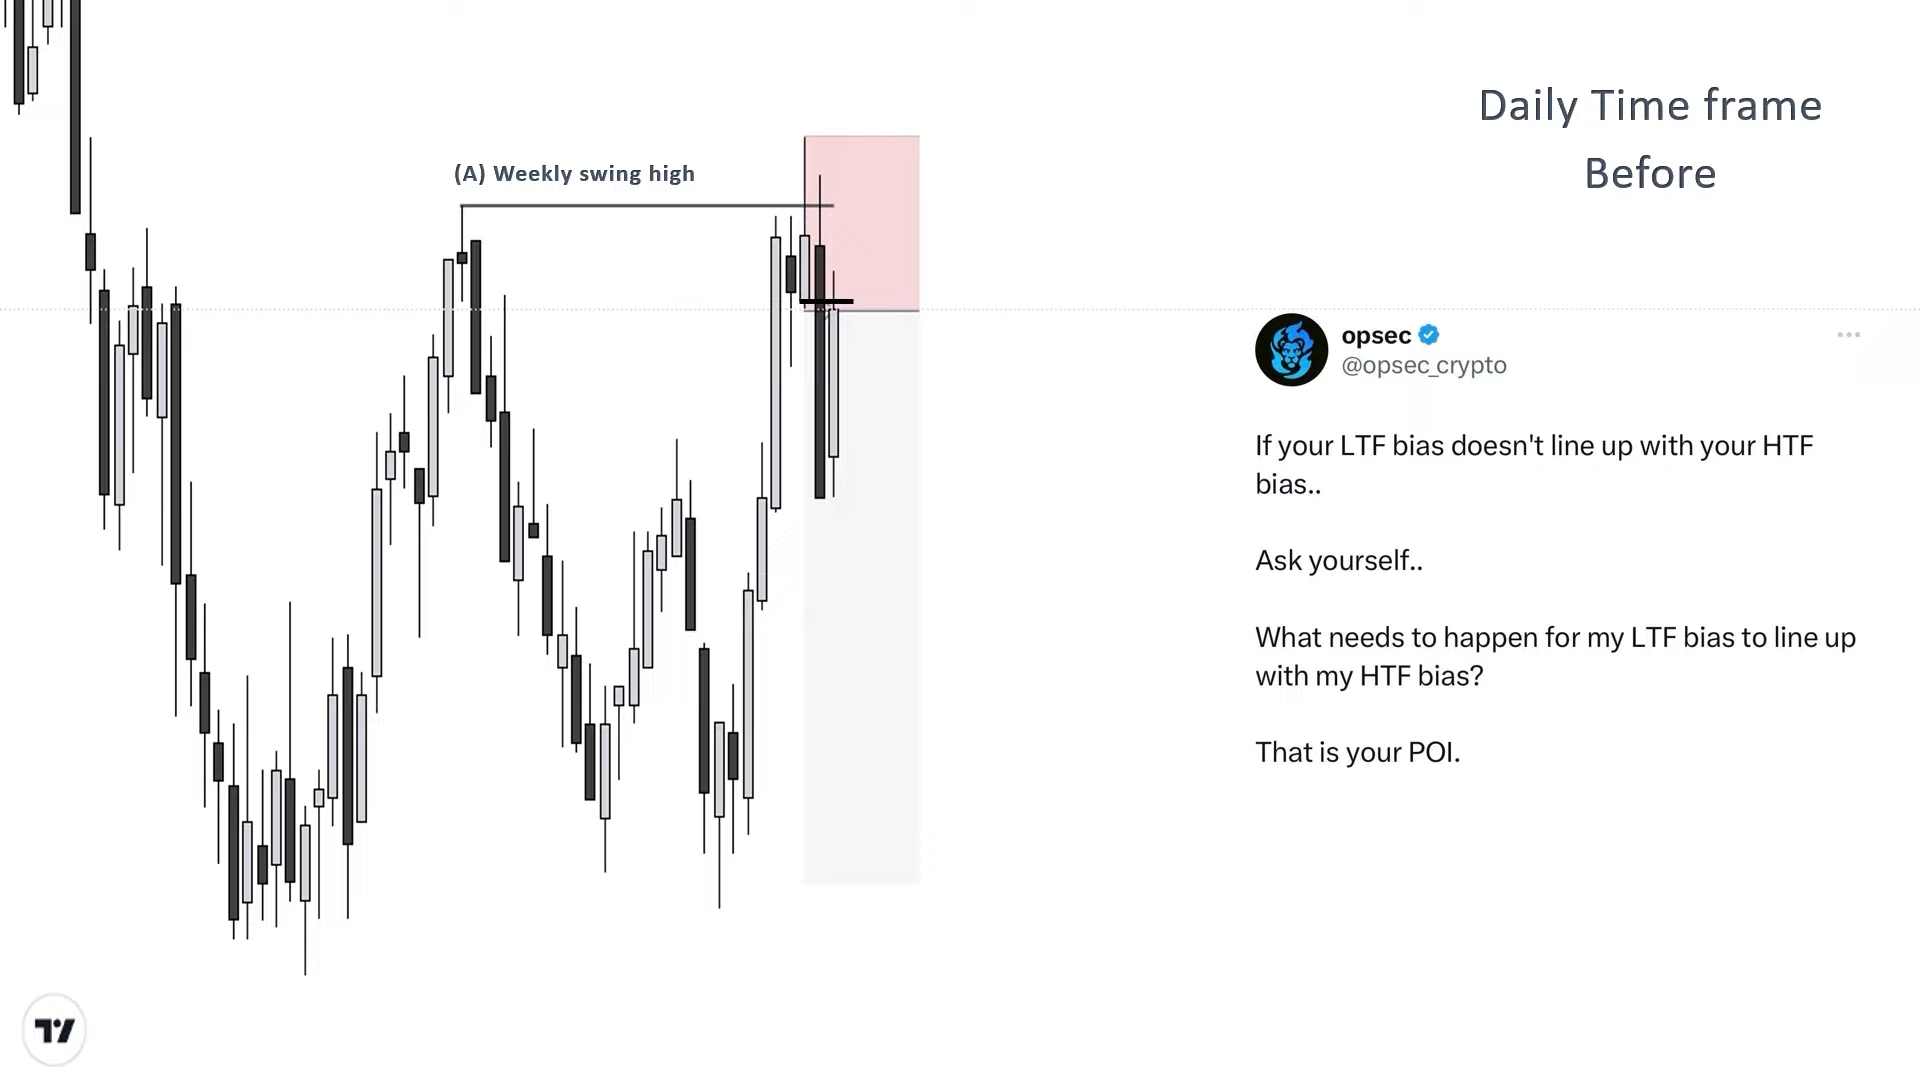 Daily Time frame
Before
(A) Weekly swing high
opsec
@opsec_crypto
If your LTF bias doesn't line up with your HTF
bias..
Ask yourself..
What needs to happen for my LTF bias to line up
with my HTF bias?
That is your POI.